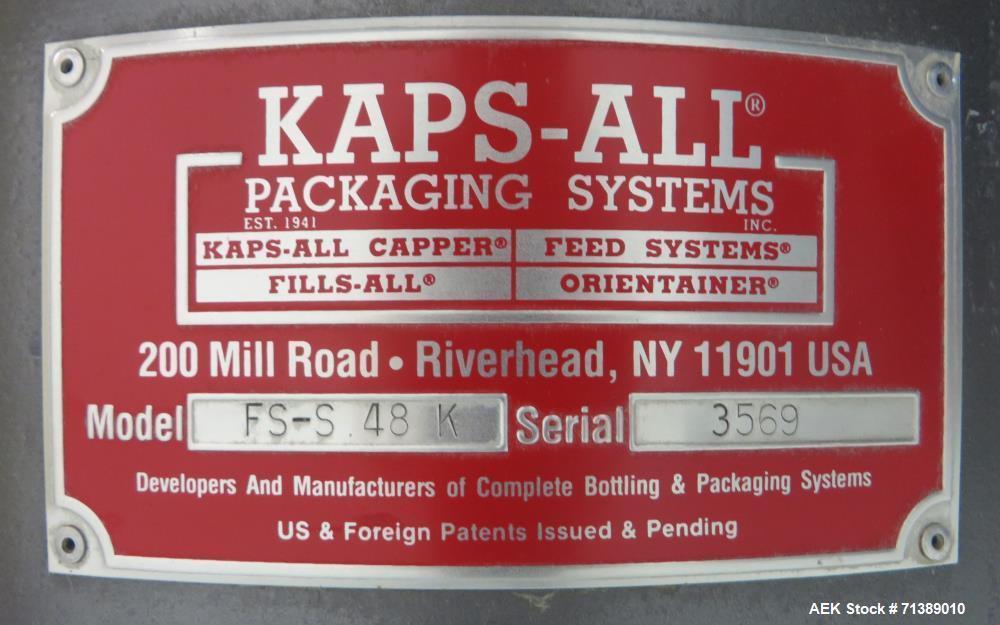 KAPS-ALL®
PACKAGING SYSTEMS
EST. 1941 INC.
KAPS-ALL CAPPER® FEED SYSTEMS®
FILLS-ALL® ORIENTAINER®
200 Mill Road • Riverhead, NY 11901 USA
Model FS-S.48 K Serial 3569
Developers And Manufacturers of Complete Bottling & Packaging Systems
US & Foreign Patents Issued & Pending
AEK Stock #71389010